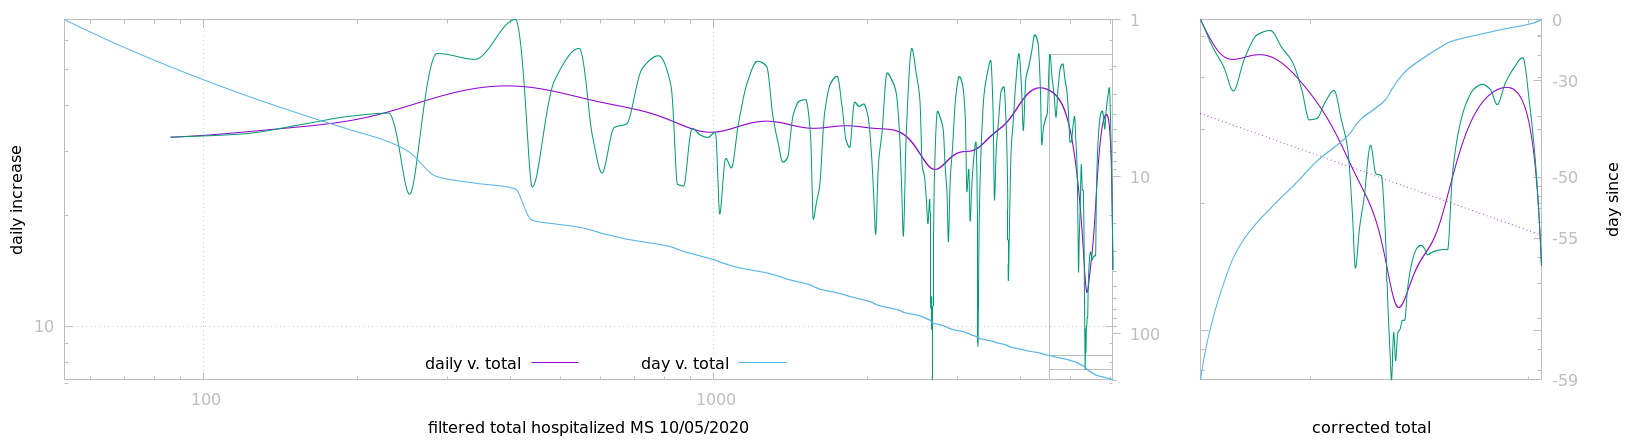 daily increase
10
100
1000
filtered total hospitalized MS 10/05/2020
daily v. total
day v. total
1
10
100
0
-30
-50
-55
-59
day since
corrected total